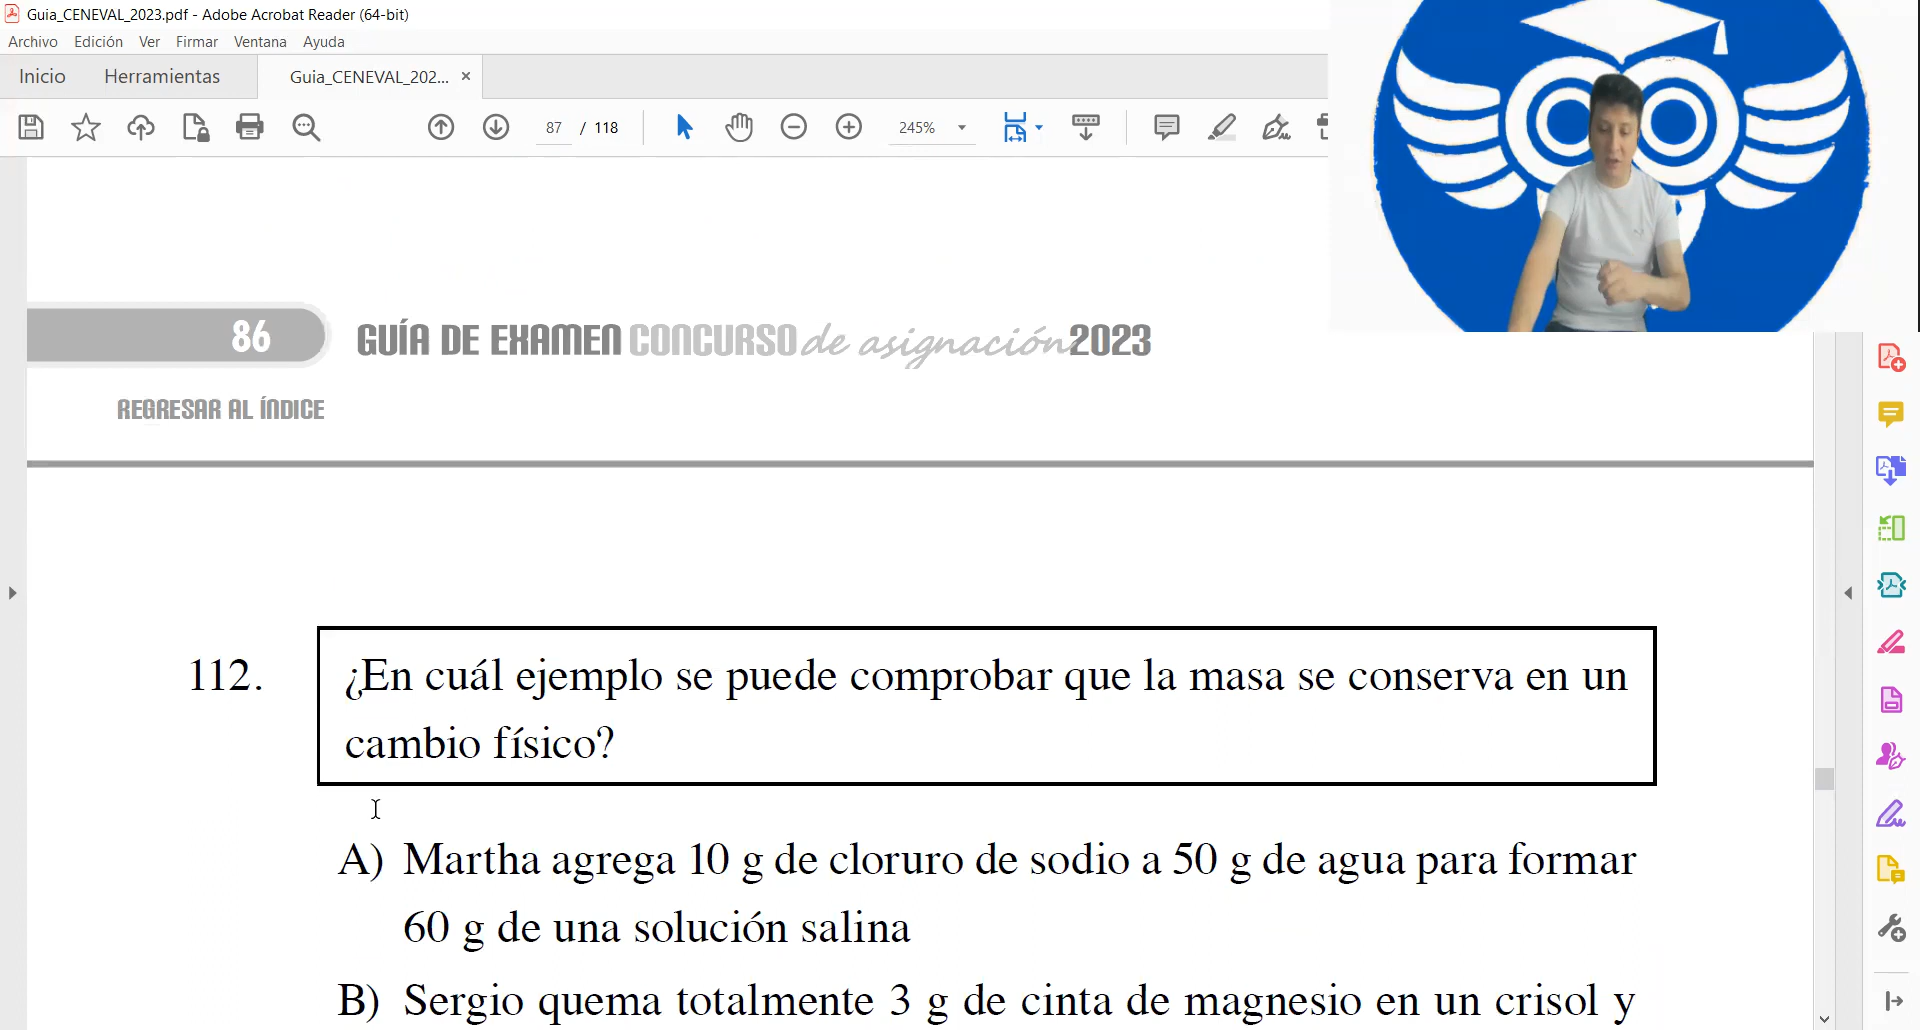 Guia_CENEVAL_2023.pdf - Adobe Acrobat Reader (64-bit)
Archivo Edición Ver Firmar Ventana Ayuda
Inicio Herramientas Guia_CENEVAL_202... ×
87 / 118 245%
86 GUÍA DE EXAMEN CONCURSO de asignación 2023
REGRESAR AL ÍNDICE
112. ¿En cuál ejemplo se puede comprobar que la masa se conserva en un
cambio físico?
A) Martha agrega 10 g de cloruro de sodio a 50 g de agua para formar
60 g de una solución salina
B) Sergio quema totalmente 3 g de cinta de magnesio en un crisol y